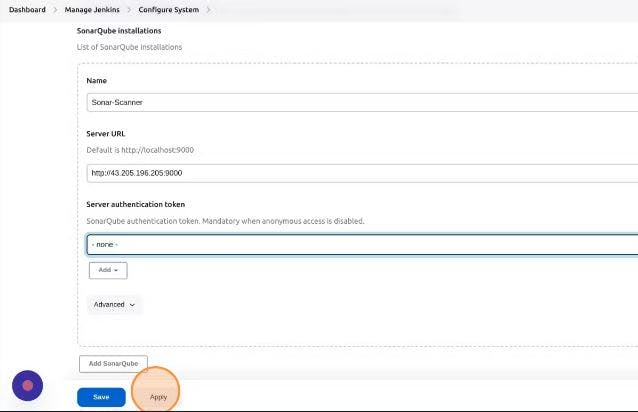 Dashboard > Manage Jenkins > Configure System >
SonarQube installations
List of SonarQube installations
Name
Sonar-Scanner
Server URL
Default is http://localhost:9000
http://43.205.196.205:9000
Server authentication token
SonarQube authentication token. Mandatory when anonymous access is disabled.
- none -
Add
Advanced
Add SonarQube
Save Apply